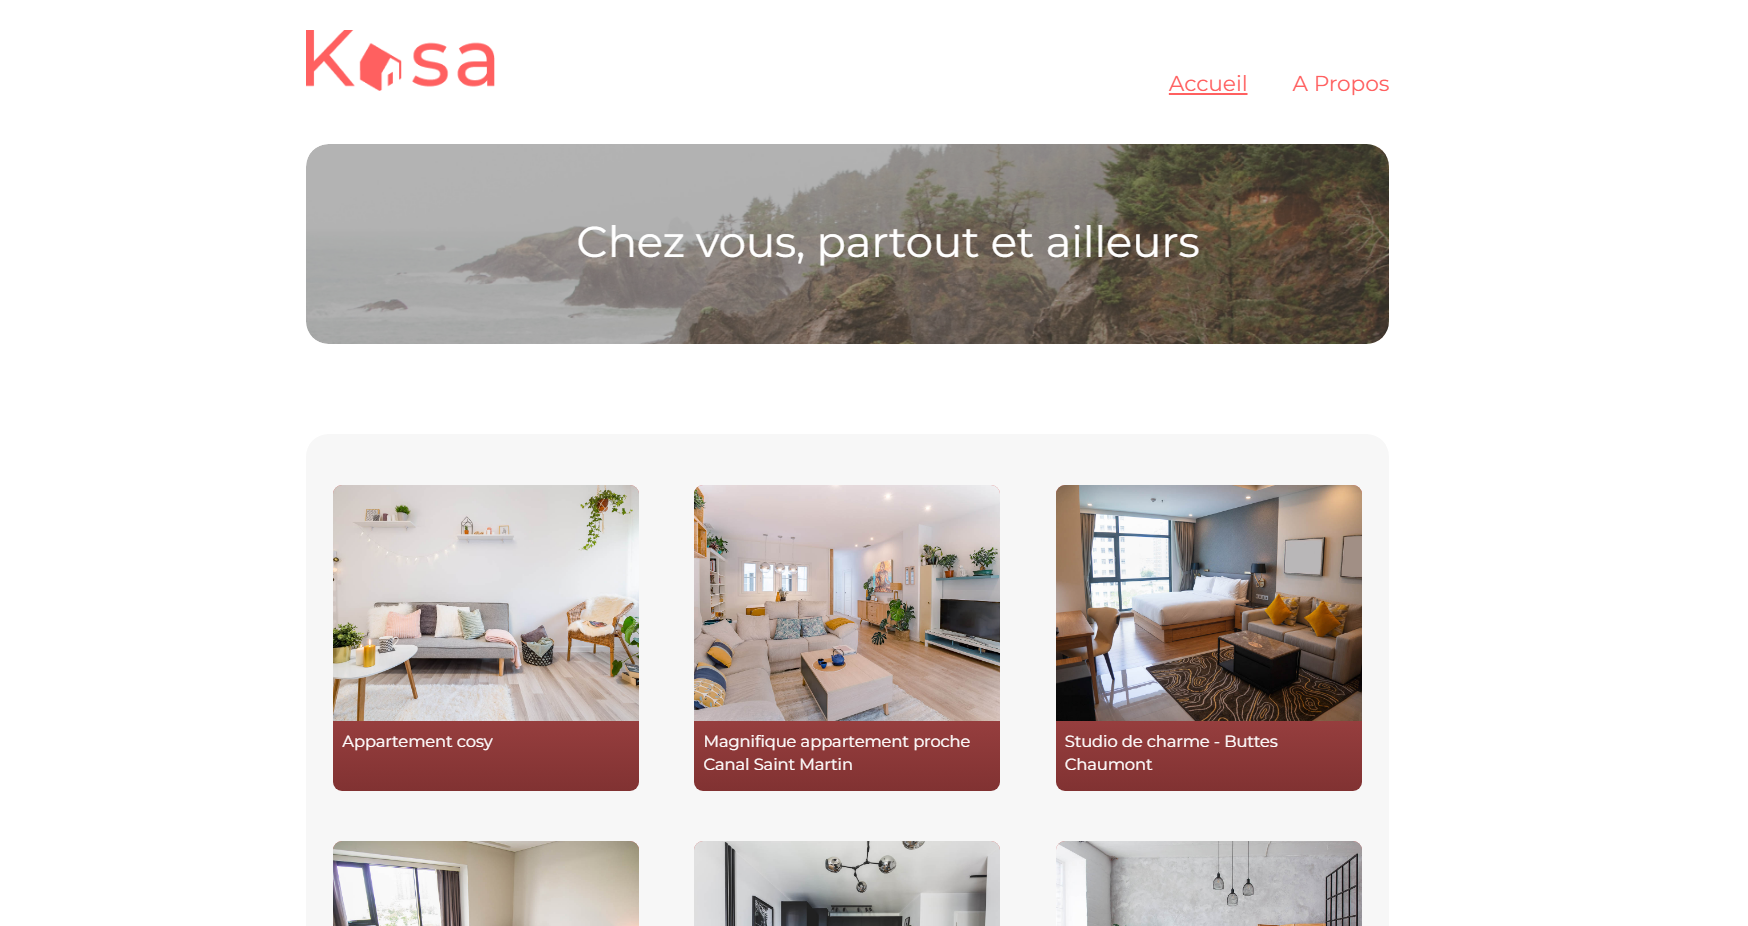 Kasa
Accueil
A Propos
Chez vous, partout et ailleurs
Appartement cosy
Magnifique appartement proche
Canal Saint Martin
Studio de charme - Buttes
Chaumont